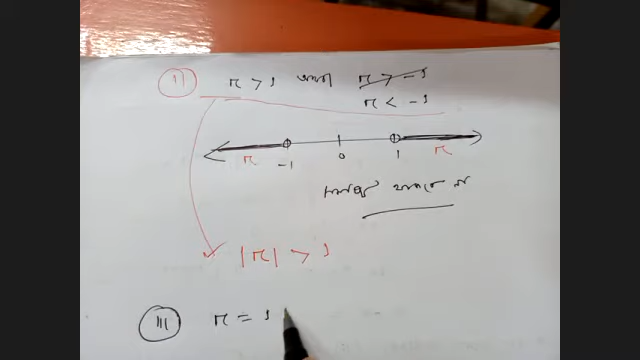 II r > 1 অথবা r > -1
r < -1
r -1 0 1 r
|r| > 1
III r = 1